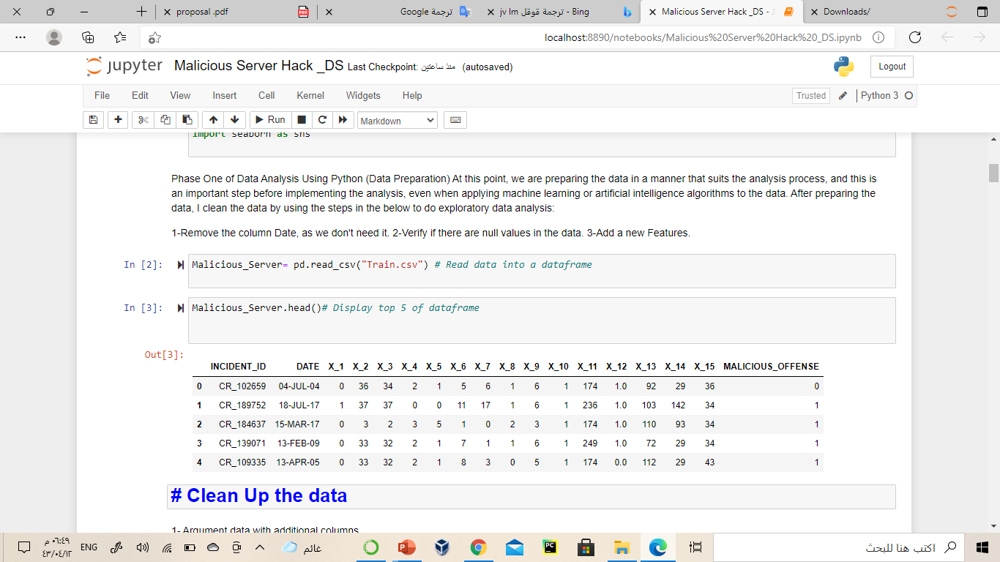 proposal .pdf
ترجمة Google
ترجمة قوقل jv lm - Bing
Malicious Server Hack _DS - J
Downloads/
localhost:8890/notebooks/Malicious%20Server%20Hack%20_DS.ipynb
jupyter Malicious Server Hack _DS Last Checkpoint: منذ ساعتين (autosaved)
Logout
File Edit View Insert Cell Kernel Widgets Help
Trusted Python 3
Run Markdown
import seaborn as sns
Phase One of Data Analysis Using Python (Data Preparation) At this point, we are preparing the data in a manner that suits the analysis process, and this is
an important step before implementing the analysis, even when applying machine learning or artificial intelligence algorithms to the data. After preparing the
data, I clean the data by using the steps in the below to do exploratory data analysis:
1-Remove the column Date, as we don't need it. 2-Verify if there are null values in the data. 3-Add a new Features.
In [2]: Malicious_Server= pd.read_csv("Train.csv") # Read data into a dataframe
In [3]: Malicious_Server.head()# Display top 5 of dataframe
Out[3]:
INCIDENT_ID DATE X_1 X_2 X_3 X_4 X_5 X_6 X_7 X_8 X_9 X_10 X_11 X_12 X_13 X_14 X_15 MALICIOUS_OFFENSE
0 CR_102659 04-JUL-04 0 36 34 2 1 5 6 1 6 1 174 1.0 92 29 36 0
1 CR_189752 18-JUL-17 1 37 37 0 0 11 17 1 6 1 236 1.0 103 142 34 1
2 CR_184637 15-MAR-17 0 3 2 3 5 1 0 2 3 1 174 1.0 110 93 34 1
3 CR_139071 13-FEB-09 0 33 32 2 1 7 1 1 6 1 249 1.0 72 29 34 1
4 CR_109335 13-APR-05 0 33 32 2 1 8 3 0 5 1 174 0.0 112 29 43 1
# Clean Up the data
1- Argument data with additional columns
٠٦:٤٩ م
٤٣/٠٤/١٢
ENG
غائم
PC
اكتب هنا للبحث